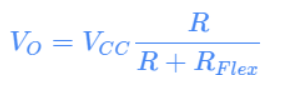 V_O = V_{CC} \frac{R}{R + R_{Flex}}